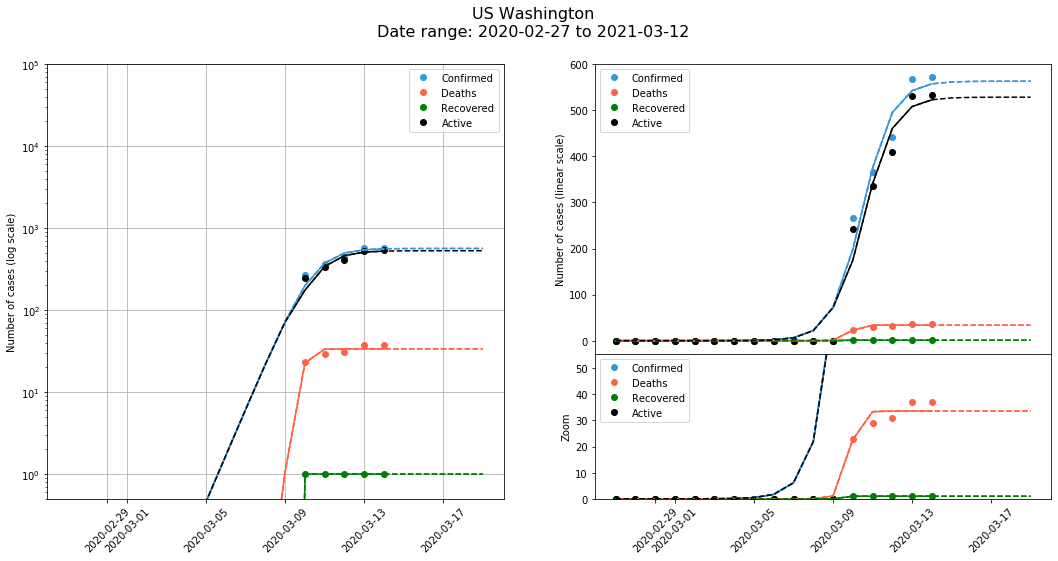 US Washington
Date range: 2020-02-27 to 2021-03-12
Number of cases (log scale)
10^5
10^4
10^3
10^2
10^1
10^0
Confirmed
Deaths
Recovered
Active
2020-02-29
2020-03-01
2020-03-05
2020-03-09
2020-03-13
2020-03-17
Number of cases (linear scale)
600
500
400
300
200
100
0
Confirmed
Deaths
Recovered
Active
Zoom
50
40
30
20
10
0
Confirmed
Deaths
Recovered
Active
2020-02-29
2020-03-01
2020-03-05
2020-03-09
2020-03-13
2020-03-17